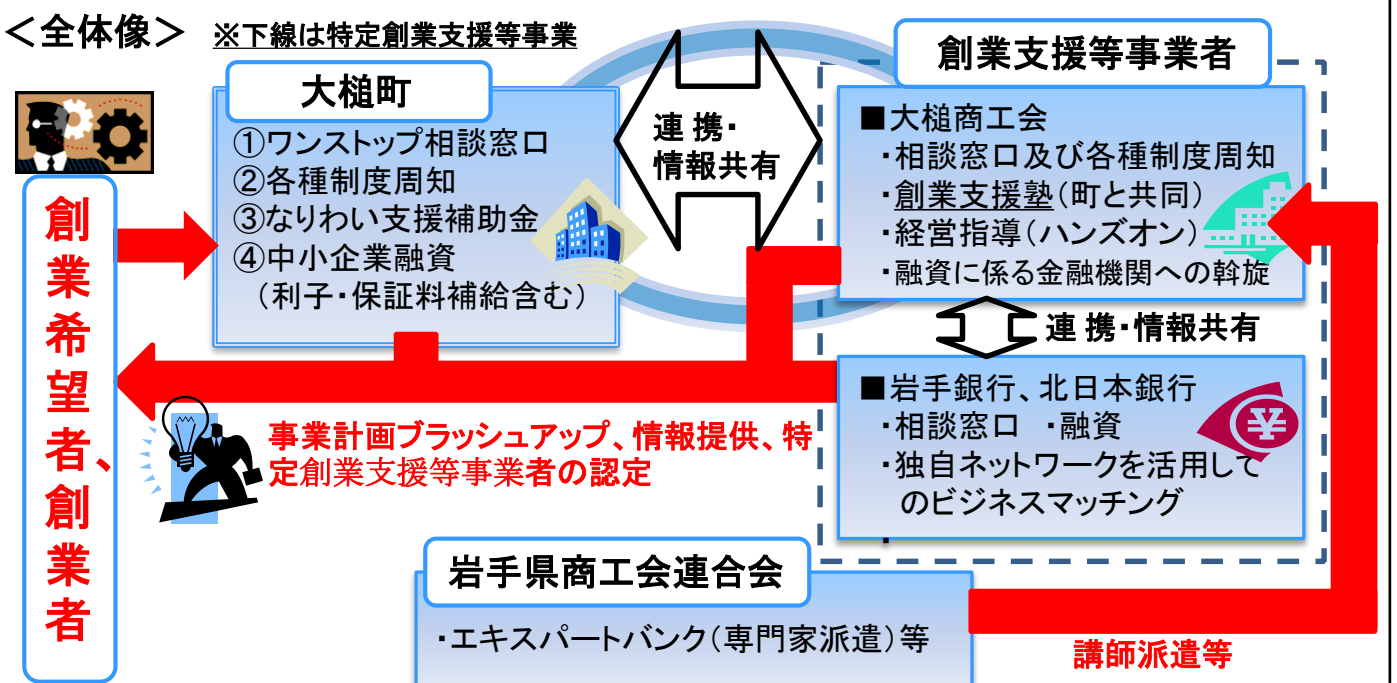 ＜全体像＞ ※下線は特定創業支援等事業
大槌町
①ワンストップ相談窓口
②各種制度周知
③なりわい支援補助金
④中小企業融資
（利子・保証料補給含む）
連 携・
情報共有
創業支援等事業者
■大槌商工会
・相談窓口及び各種制度周知
・創業支援塾（町と共同）
・経営指導（ハンズオン）
・融資に係る金融機関への斡旋
連 携・情報共有
■岩手銀行、北日本銀行
・相談窓口 ・融資
・独自ネットワークを活用して
のビジネスマッチング
・
創業希望者、創業者
事業計画ブラッシュアップ、情報提供、特
定創業支援等事業者の認定
岩手県商工会連合会
・エキスパートバンク（専門家派遣）等
講師派遣等